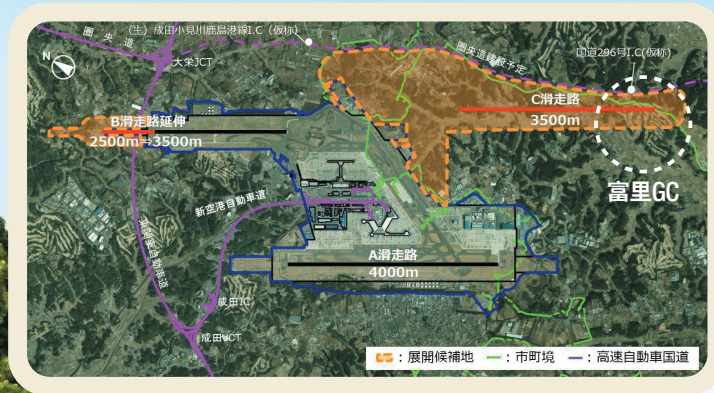 圏央道
(主)成田小見川鹿島港線I.C(仮称)
大栄JCT
圏央道建設予定
国道296号I.C(仮称)
N
B滑走路延伸
2500m→3500m
C滑走路
3500m
富里GC
新空港自動車道
東関東自動車道
A滑走路
4000m
成田IC
成田JCT
:展開候補地
:市町境
:高速自動車国道